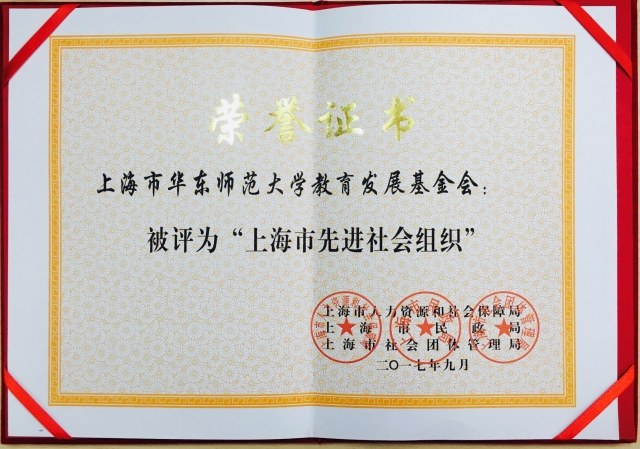 荣誉证书
上海市华东师范大学教育发展基金会：
被评为“上海市先进社会组织”
上海市人力资源和社会保障局
上海市民政局
上海市社会团体管理局
二〇一七年九月